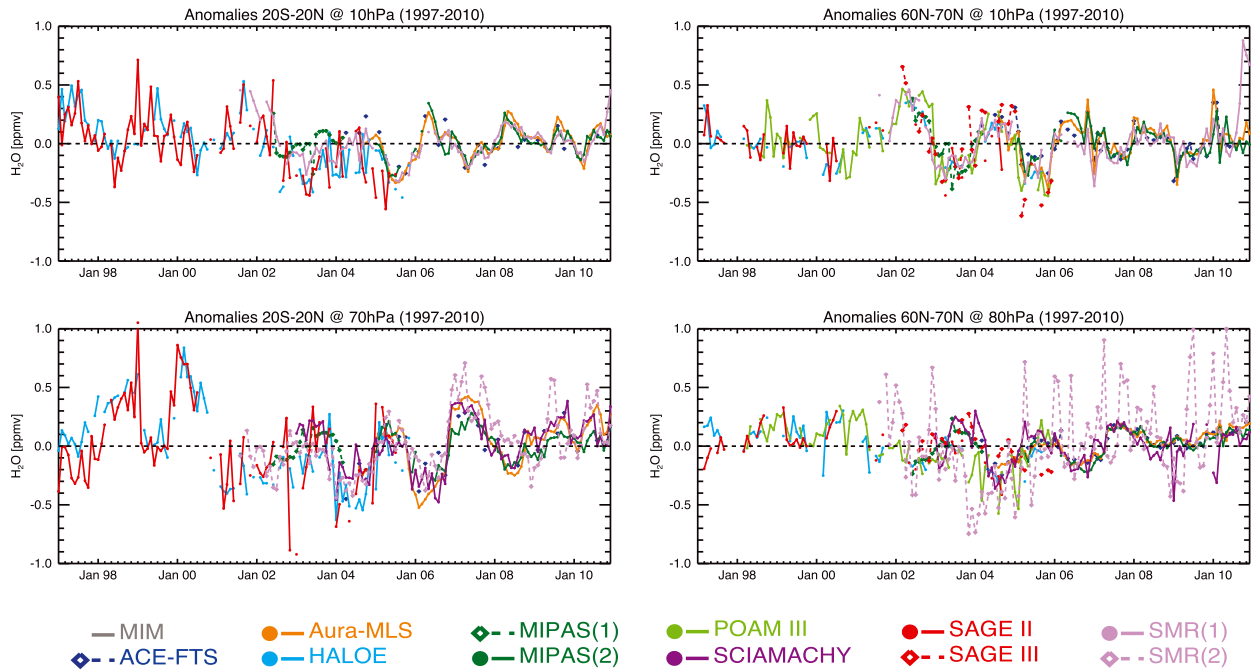 Anomalies 20S-20N @ 10hPa (1997-2010)
H2O [ppmv]
1.0
0.5
0.0
-0.5
-1.0
Jan 98 Jan 00 Jan 02 Jan 04 Jan 06 Jan 08 Jan 10
Anomalies 60N-70N @ 10hPa (1997-2010)
H2O [ppmv]
1.0
0.5
0.0
-0.5
-1.0
Jan 98 Jan 00 Jan 02 Jan 04 Jan 06 Jan 08 Jan 10
Anomalies 20S-20N @ 70hPa (1997-2010)
H2O [ppmv]
1.0
0.5
0.0
-0.5
-1.0
Jan 98 Jan 00 Jan 02 Jan 04 Jan 06 Jan 08 Jan 10
Anomalies 60N-70N @ 80hPa (1997-2010)
H2O [ppmv]
1.0
0.5
0.0
-0.5
-1.0
Jan 98 Jan 00 Jan 02 Jan 04 Jan 06 Jan 08 Jan 10
MIM Aura-MLS MIPAS(1) POAM III SAGE II SMR(1)
ACE-FTS HALOE MIPAS(2) SCIAMACHY SAGE III SMR(2)